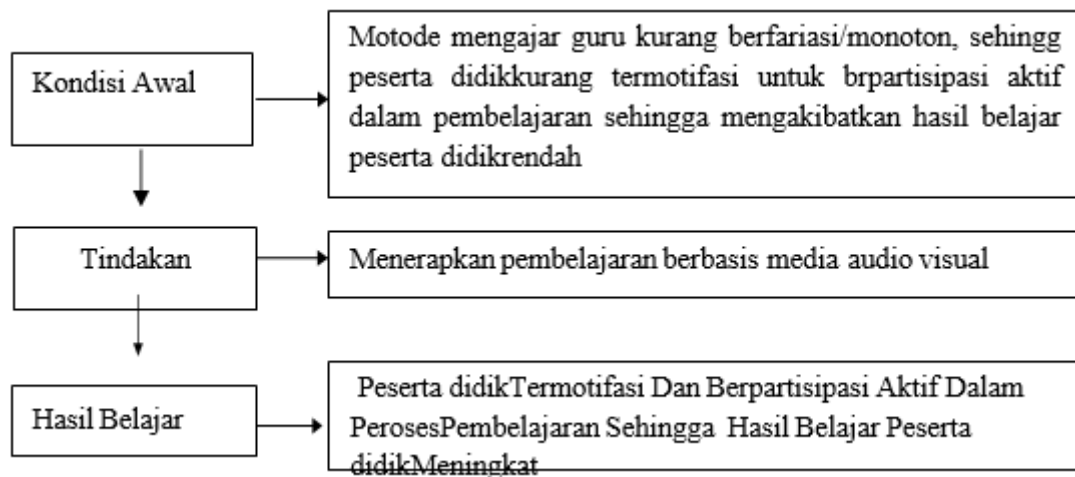 Kondisi Awal
Motode mengajar guru kurang berfariasi/monoton, sehingg
peserta didikkurang termotifasi untuk brpartisipasi aktif
dalam pembelajaran sehingga mengakibatkan hasil belajar
peserta didikrendah
Tindakan
Menerapkan pembelajaran berbasis media audio visual
Hasil Belajar
Peserta didikTermotifasi Dan Berpartisipasi Aktif Dalam
PerosesPembelajaran Sehingga Hasil Belajar Peserta
didikMeningkat